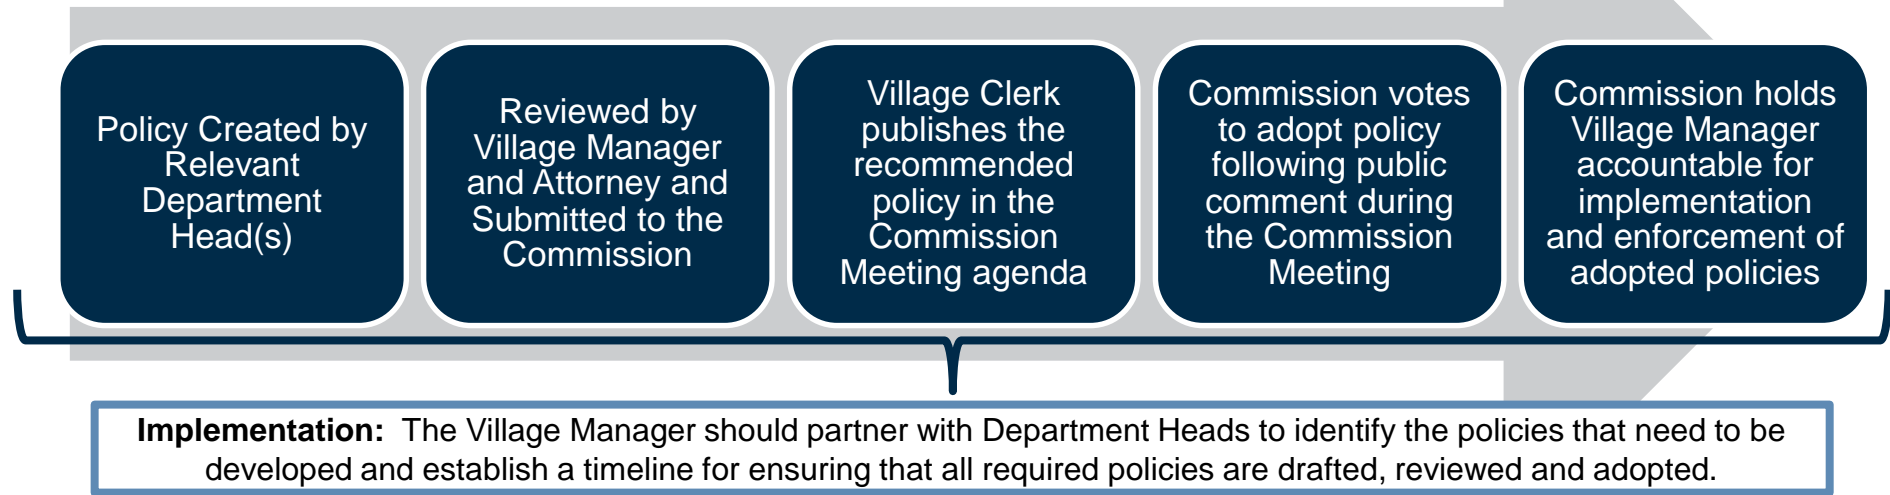 Policy Created by
Relevant
Department
Head(s)
Reviewed by
Village Manager
and Attorney and
Submitted to the
Commission
Village Clerk
publishes the
recommended
policy in the
Commission
Meeting agenda
Commission votes
to adopt policy
following public
comment during
the Commission
Meeting
Commission holds
Village Manager
accountable for
implementation
and enforcement of
adopted policies
Implementation: The Village Manager should partner with Department Heads to identify the policies that need to be
developed and establish a timeline for ensuring that all required policies are drafted, reviewed and adopted.